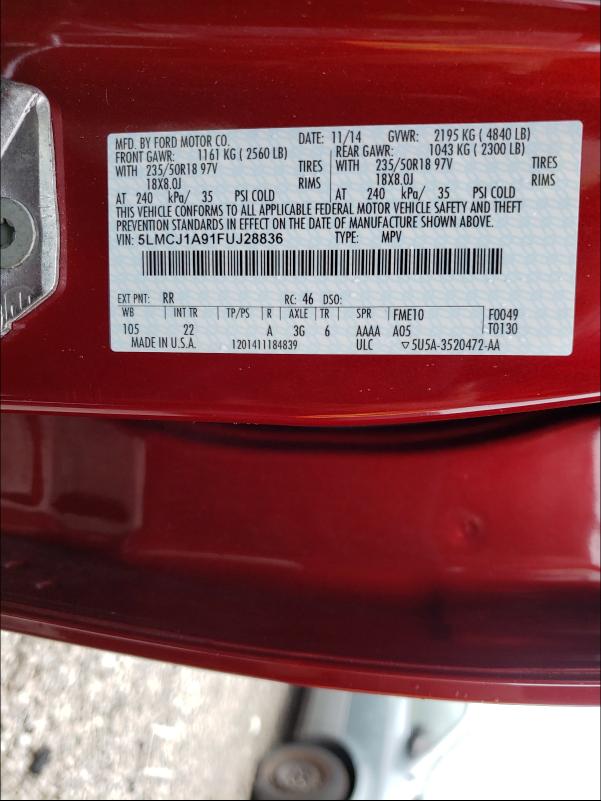 MFD. BY FORD MOTOR CO. DATE: 11/14 GVWR: 2195 KG ( 4840 LB)
FRONT GAWR: 1161 KG ( 2560 LB) REAR GAWR: 1043 KG ( 2300 LB)
WITH 235/50R18 97V TIRES WITH 235/50R18 97V TIRES
18X8.0J RIMS 18X8.0J RIMS
AT 240 kPa/ 35 PSI COLD AT 240 kPa/ 35 PSI COLD
THIS VEHICLE CONFORMS TO ALL APPLICABLE FEDERAL MOTOR VEHICLE SAFETY AND THEFT
PREVENTION STANDARDS IN EFFECT ON THE DATE OF MANUFACTURE SHOWN ABOVE.
VIN: 5LMCJ1A91FUJ28836 TYPE: MPV
EXT PNT: RR RC: 46 DSO:
WB INT TR TP/PS R AXLE TR SPR FME10 F0049
105 22 A 3G 6 AAAA A05 T0130
MADE IN U.S.A. 1201411184839 ULC ▽5U5A-3520472-AA